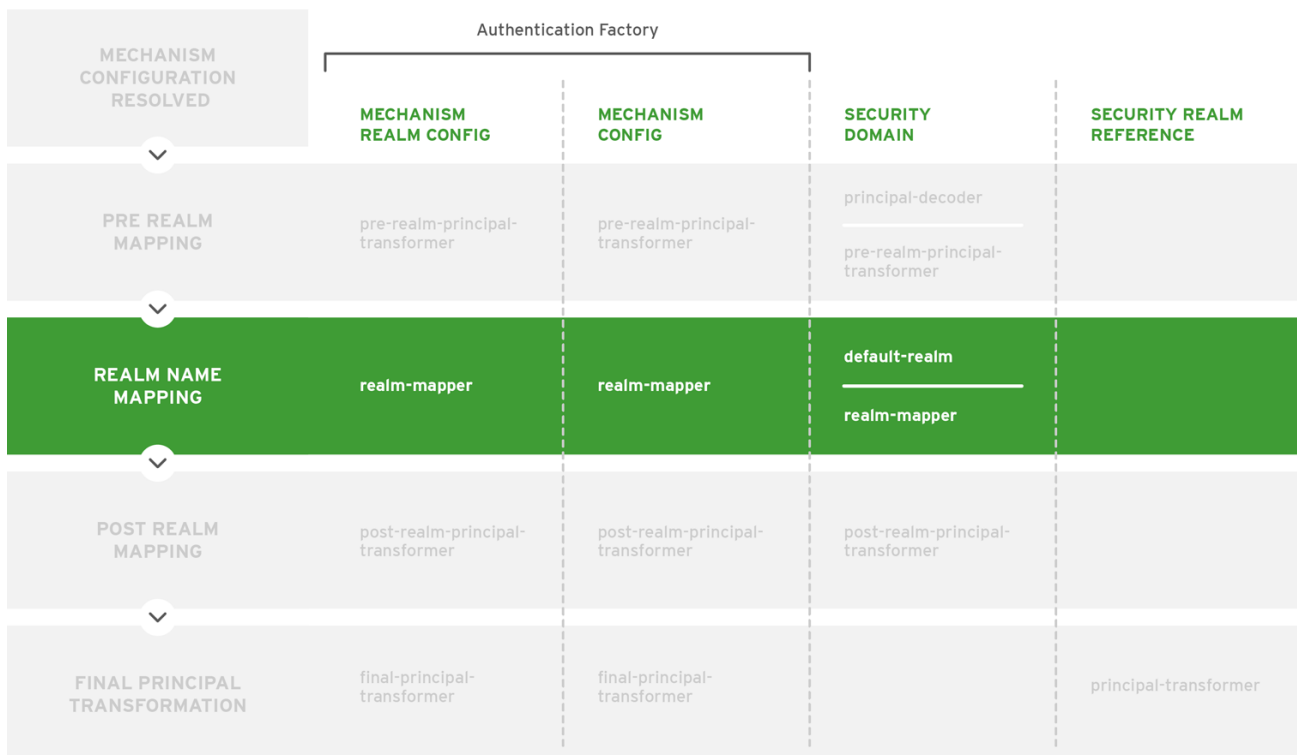 Authentication Factory
MECHANISM
CONFIGURATION
RESOLVED
MECHANISM
REALM CONFIG
MECHANISM
CONFIG
SECURITY
DOMAIN
SECURITY REALM
REFERENCE
PRE REALM
MAPPING
pre-realm-principal-
transformer
pre-realm-principal-
transformer
principal-decoder
pre-realm-principal-
transformer
REALM NAME
MAPPING
realm-mapper
realm-mapper
default-realm
realm-mapper
POST REALM
MAPPING
post-realm-principal-
transformer
post-realm-principal-
transformer
post-realm-principal-
transformer
FINAL PRINCIPAL
TRANSFORMATION
final-principal-
transformer
final-principal-
transformer
principal-transformer